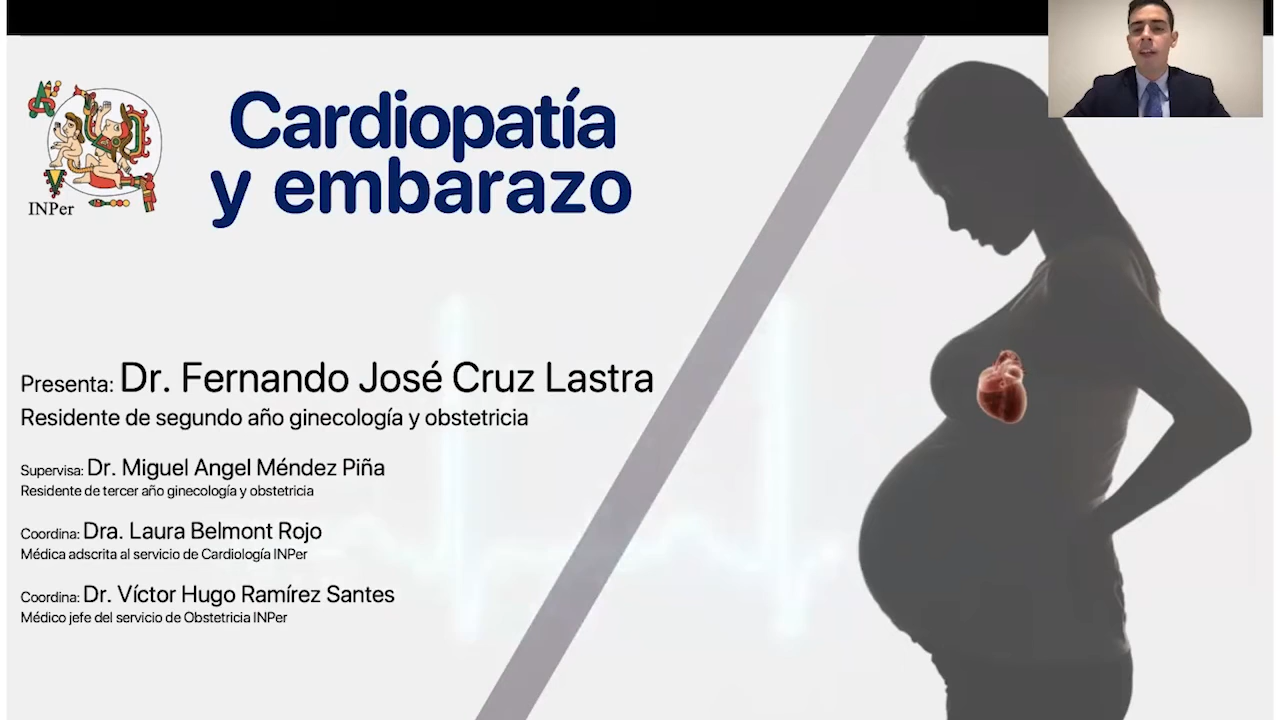 Cardiopatía
y embarazo
INPer
Presenta: Dr. Fernando José Cruz Lastra
Residente de segundo año ginecología y obstetricia
Supervisa: Dr. Miguel Angel Méndez Piña
Residente de tercer año ginecología y obstetricia
Coordina: Dra. Laura Belmont Rojo
Médica adscrita al servicio de Cardiología INPer
Coordina: Dr. Víctor Hugo Ramírez Santes
Médico jefe del servicio de Obstetricia INPer